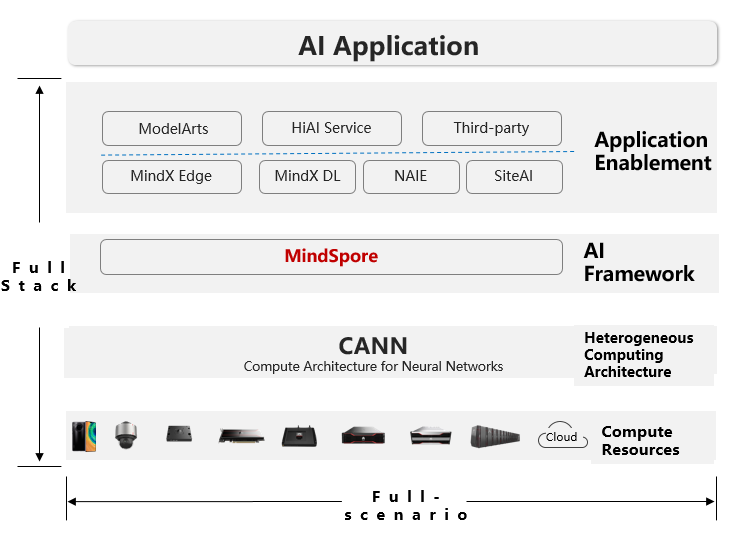 AI Application
ModelArts
HiAI Service
Third-party
Application
Enablement
MindX Edge
MindX DL
NAIE
SiteAI
MindSpore
AI
Framework
Full
Stack
CANN
Compute Architecture for Neural Networks
Heterogeneous
Computing
Architecture
Cloud
Compute
Resources
Full-
scenario